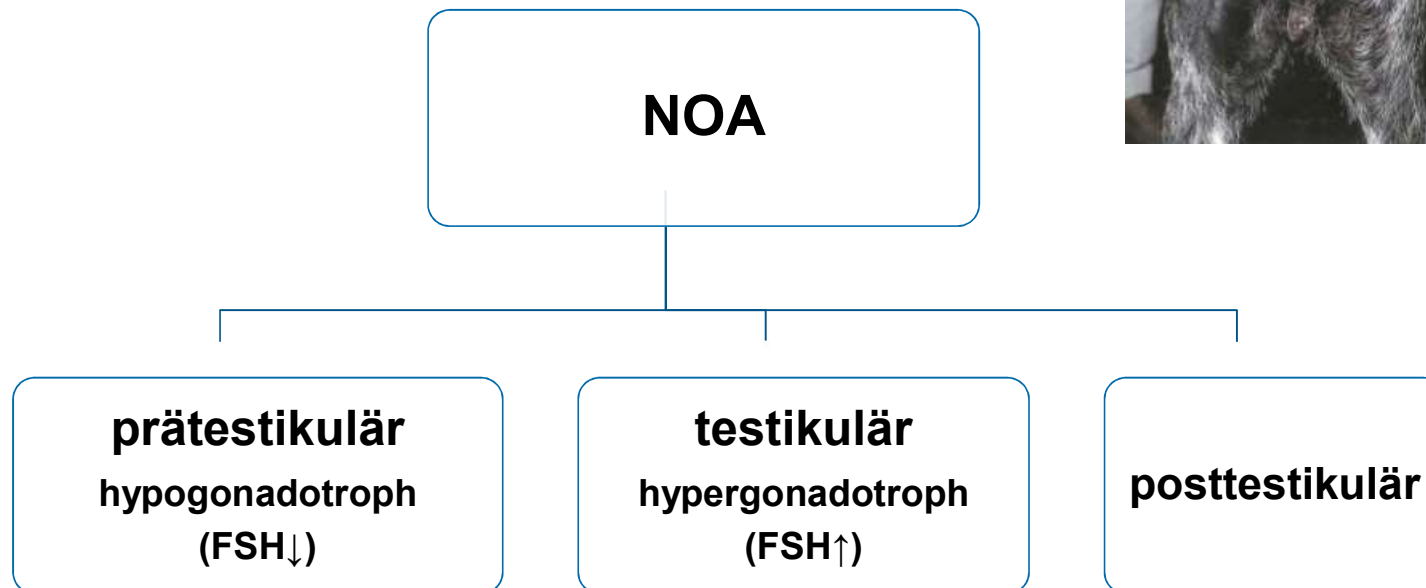 NOA
prätestikulär
hypogonadotroph
(FSH↓)
testikulär
hypergonadotroph
(FSH↑)
posttestikulär